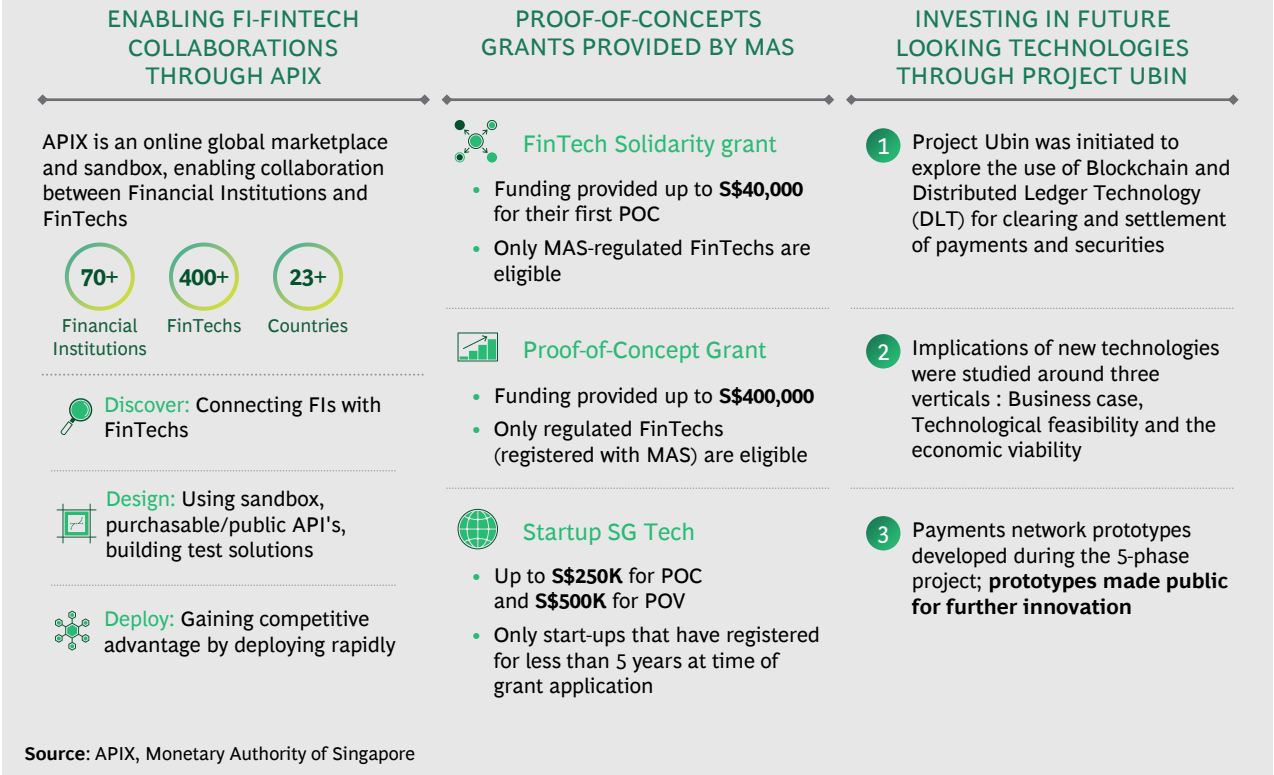 ENABLING FI-FINTECH
COLLABORATIONS
THROUGH APIX
APIX is an online global marketplace
and sandbox, enabling collaboration
between Financial Institutions and
FinTechs
70+
400+
23+
Financial
Institutions
FinTechs
Countries
Discover: Connecting FIs with
FinTechs
Design: Using sandbox,
purchasable/public API's,
building test solutions
Deploy: Gaining competitive
advantage by deploying rapidly
PROOF-OF-CONCEPTS
GRANTS PROVIDED BY MAS
FinTech Solidarity grant
• Funding provided up to S$40,000
for their first POC
• Only MAS-regulated FinTechs are
eligible
Proof-of-Concept Grant
• Funding provided up to S$400,000
• Only regulated FinTechs
(registered with MAS) are eligible
Startup SG Tech
• Up to S$250K for POC
and S$500K for POV
• Only start-ups that have registered
for less than 5 years at time of
grant application
INVESTING IN FUTURE
LOOKING TECHNOLOGIES
THROUGH PROJECT UBIN
1 Project Ubin was initiated to
explore the use of Blockchain and
Distributed Ledger Technology
(DLT) for clearing and settlement
of payments and securities
2 Implications of new technologies
were studied around three
verticals : Business case,
Technological feasibility and the
economic viability
3 Payments network prototypes
developed during the 5-phase
project; prototypes made public
for further innovation
Source: APIX, Monetary Authority of Singapore